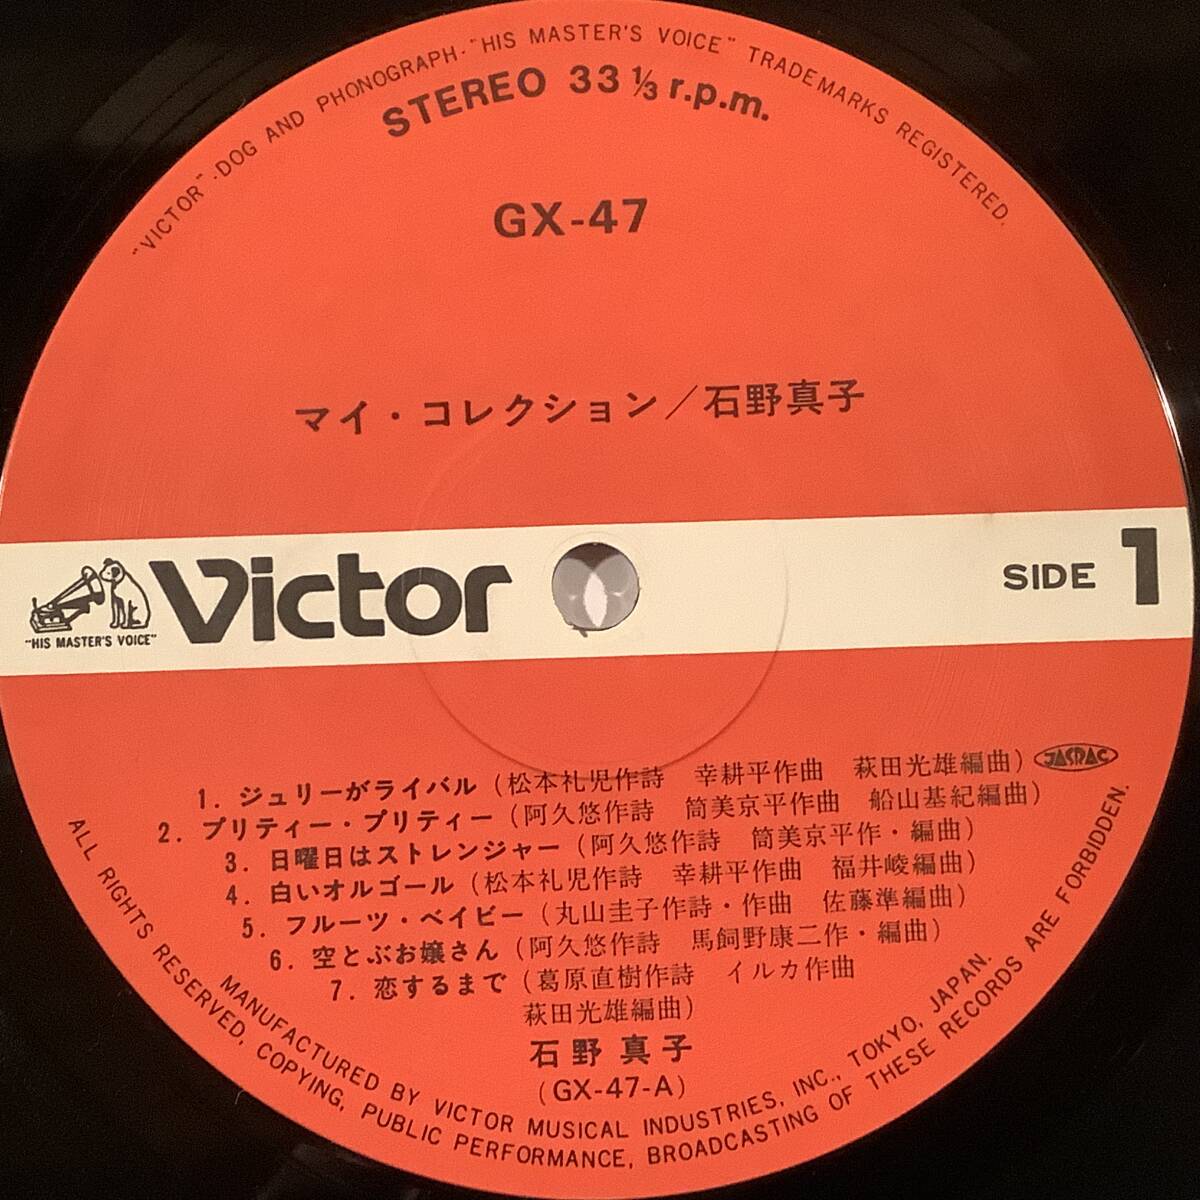 "VICTOR"·DOG AND PHONOGRAPH·"HIS MASTER'S VOICE" TRADEMARKS REGISTERED.
STEREO 33 ⅓ r.p.m.
GX-47
マイ・コレクション／石野真子
"HIS MASTER'S VOICE"
Victor
SIDE 1
1. ジュリーがライバル (松本礼児作詩 幸耕平作曲 萩田光雄編曲) JASRAC
2. プリティー・プリティー (阿久悠作詩 筒美京平作曲 船山基紀編曲)
3. 日曜日はストレンジャー (阿久悠作詩 筒美京平作・編曲)
4. 白いオルゴール (松本礼児作詩 幸耕平作曲 福井崚編曲)
5. フルーツ・ベイビー (丸山圭子作詩・作曲 佐藤準編曲)
6. 空とぶお嬢さん (阿久悠作詩 馬飼野康二作・編曲)
7. 恋するまで (葛原直樹作詩 イルカ作曲
萩田光雄編曲)
石野真子
(GX-47-A)
MANUFACTURED BY VICTOR MUSICAL INDUSTRIES, INC., TOKYO, JAPAN.
ALL RIGHTS RESERVED, COPYING, PUBLIC PERFORMANCE, BROADCASTING OF THESE RECORDS ARE FORBIDDEN.